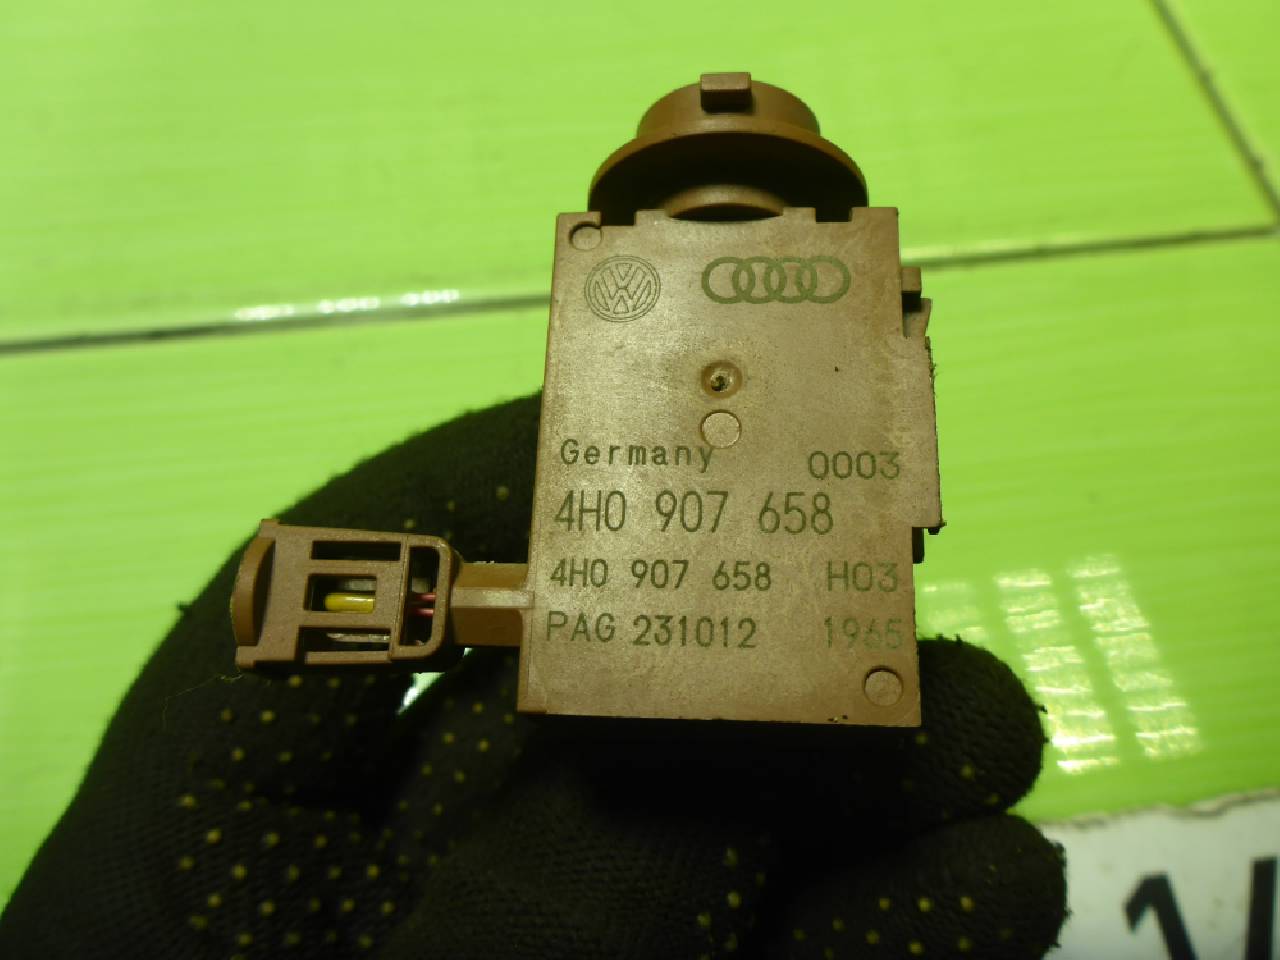 Germany 0003
4H0 907 658
4H0 907 658 H03
PAG 231012 1965